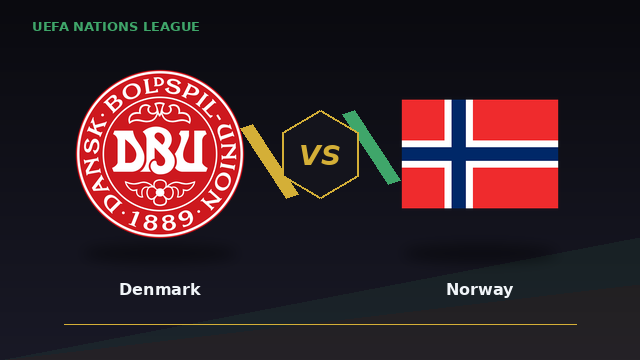 UEFA NATIONS LEAGUE
DANSK·BOLDSPIL-UNION
DBU
·1889·
VS
Denmark
Norway